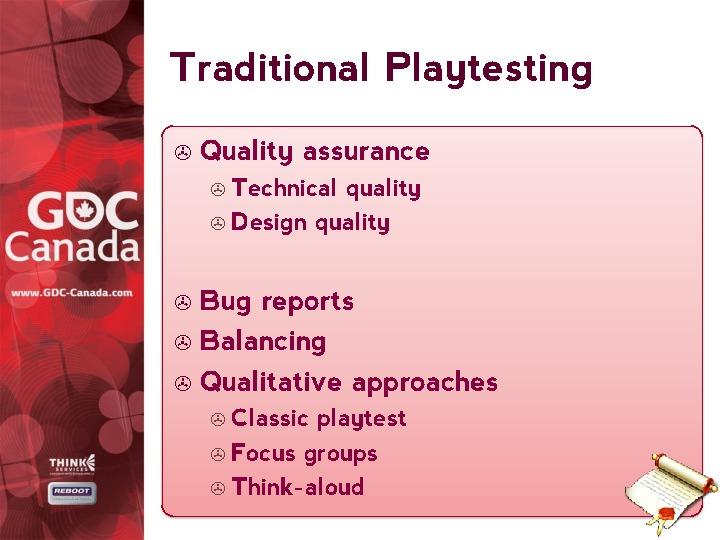 Traditional Playtesting
Quality assurance
Technical quality
Design quality
Bug reports
Balancing
Qualitative approaches
Classic playtest
Focus groups
Think-aloud
GDC
Canada
www.GDC-Canada.com
THINK
SERVICES
REBOOT